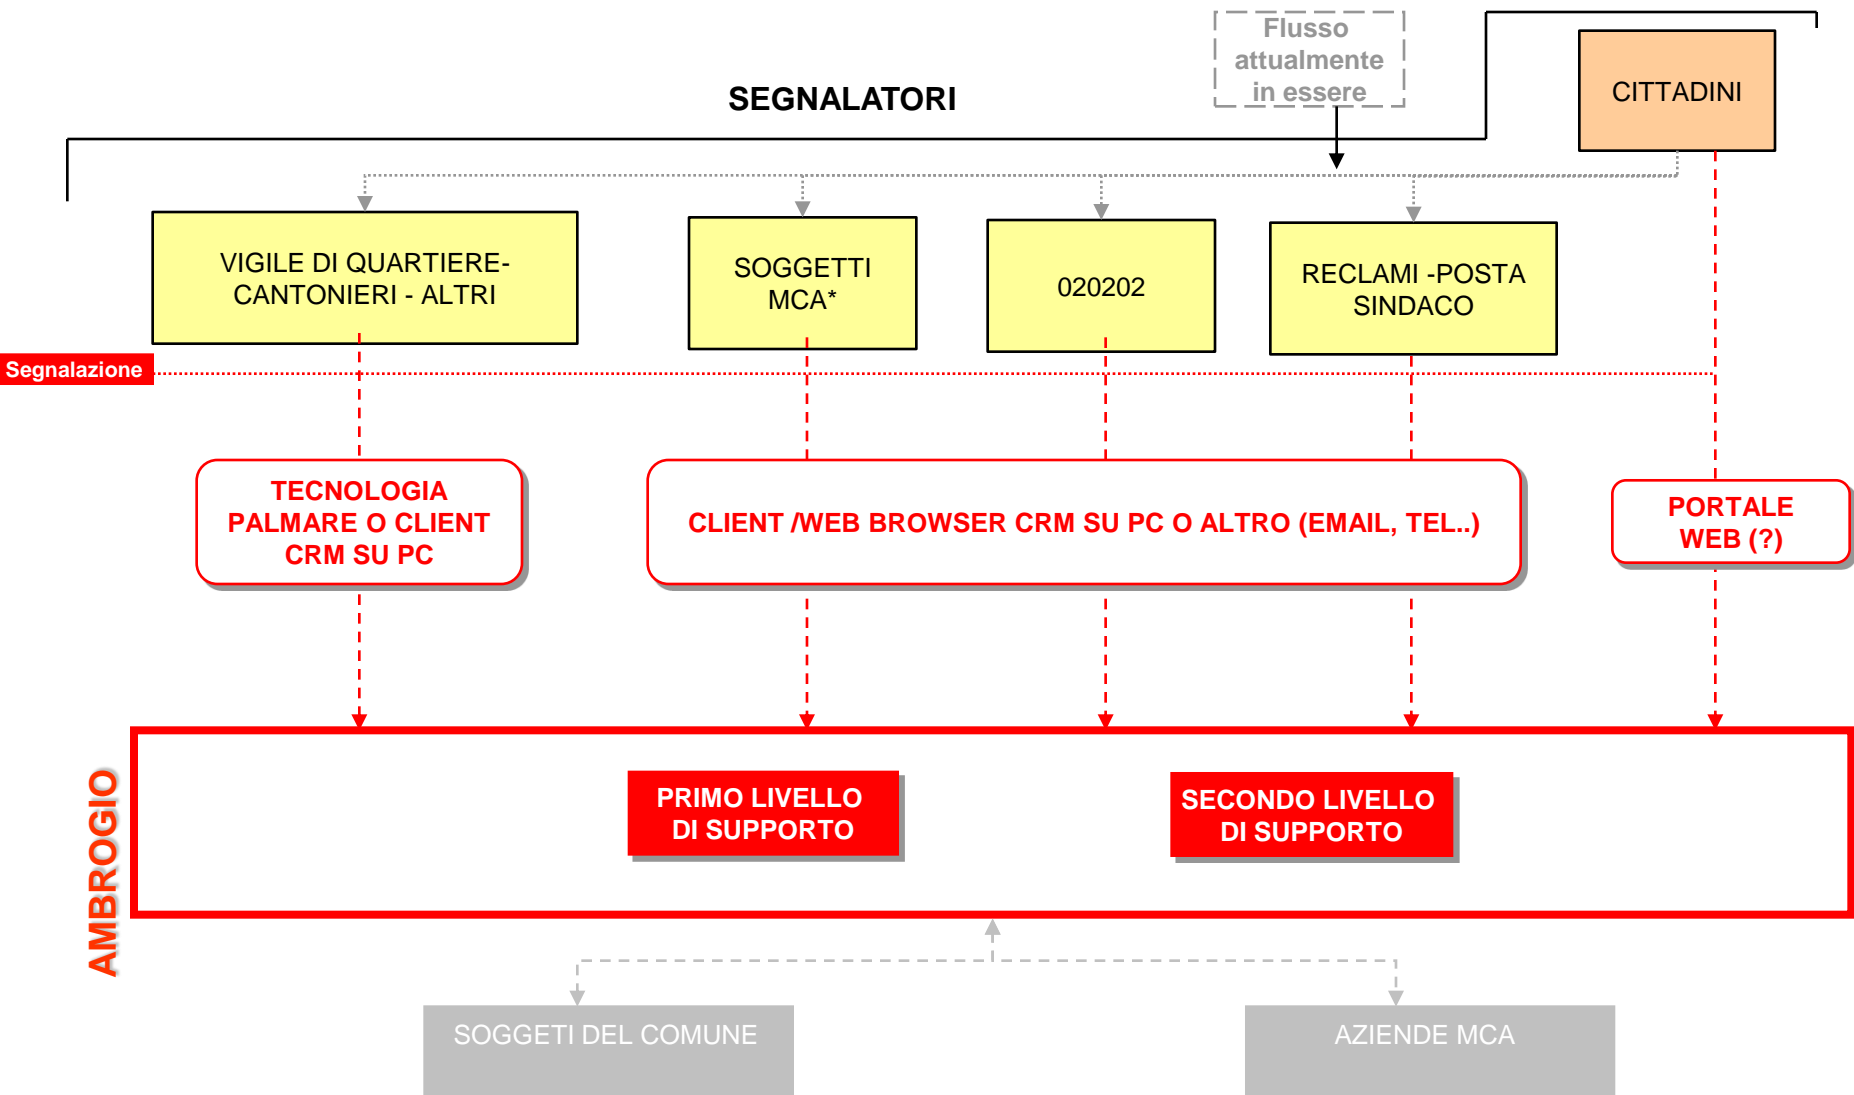 Flusso
attualmente
in essere
SEGNALATORI
CITTADINI
VIGILE DI QUARTIERE-
CANTONIERI - ALTRI
SOGGETTI
MCA*
020202
RECLAMI -POSTA
SINDACO
Segnalazione
TECNOLOGIA
PALMARE O CLIENT
CRM SU PC
CLIENT /WEB BROWSER CRM SU PC O ALTRO (EMAIL, TEL..)
PORTALE
WEB (?)
AMBROGIO
PRIMO LIVELLO
DI SUPPORTO
SECONDO LIVELLO
DI SUPPORTO
SOGGETI DEL COMUNE
AZIENDE MCA